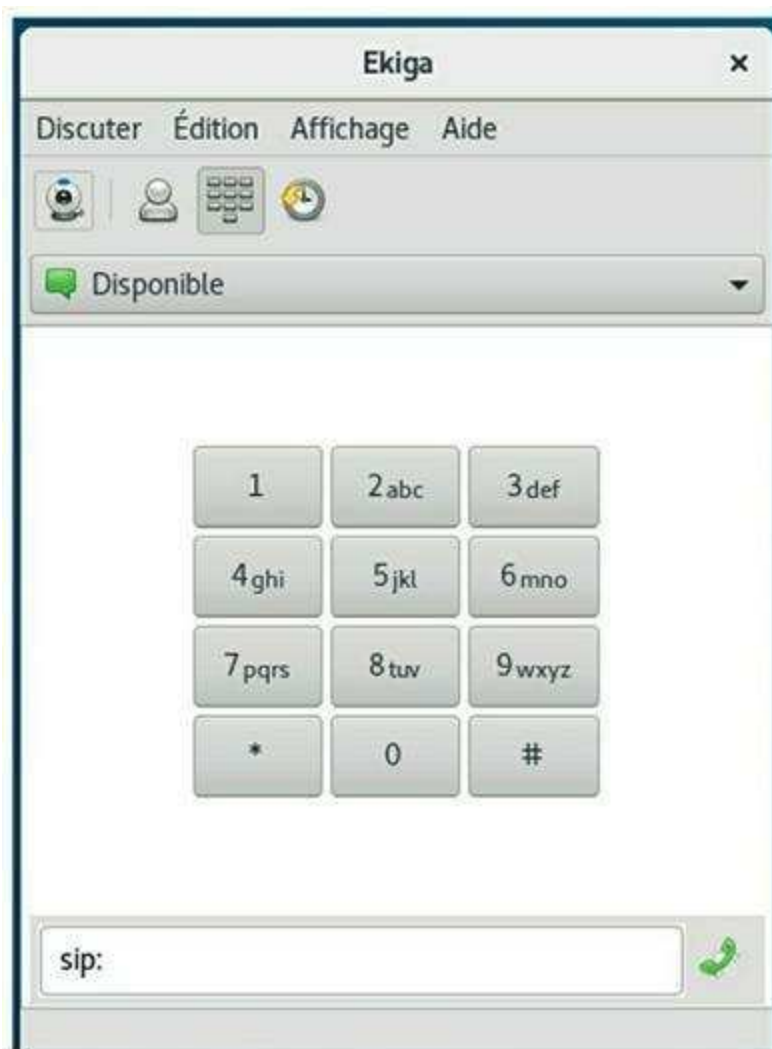 Ekiga ×
Discuter Édition Affichage Aide
Disponible
1 2abc 3def
4ghi 5jkl 6mno
7pqrs 8tuv 9wxyz
* 0 #
sip: